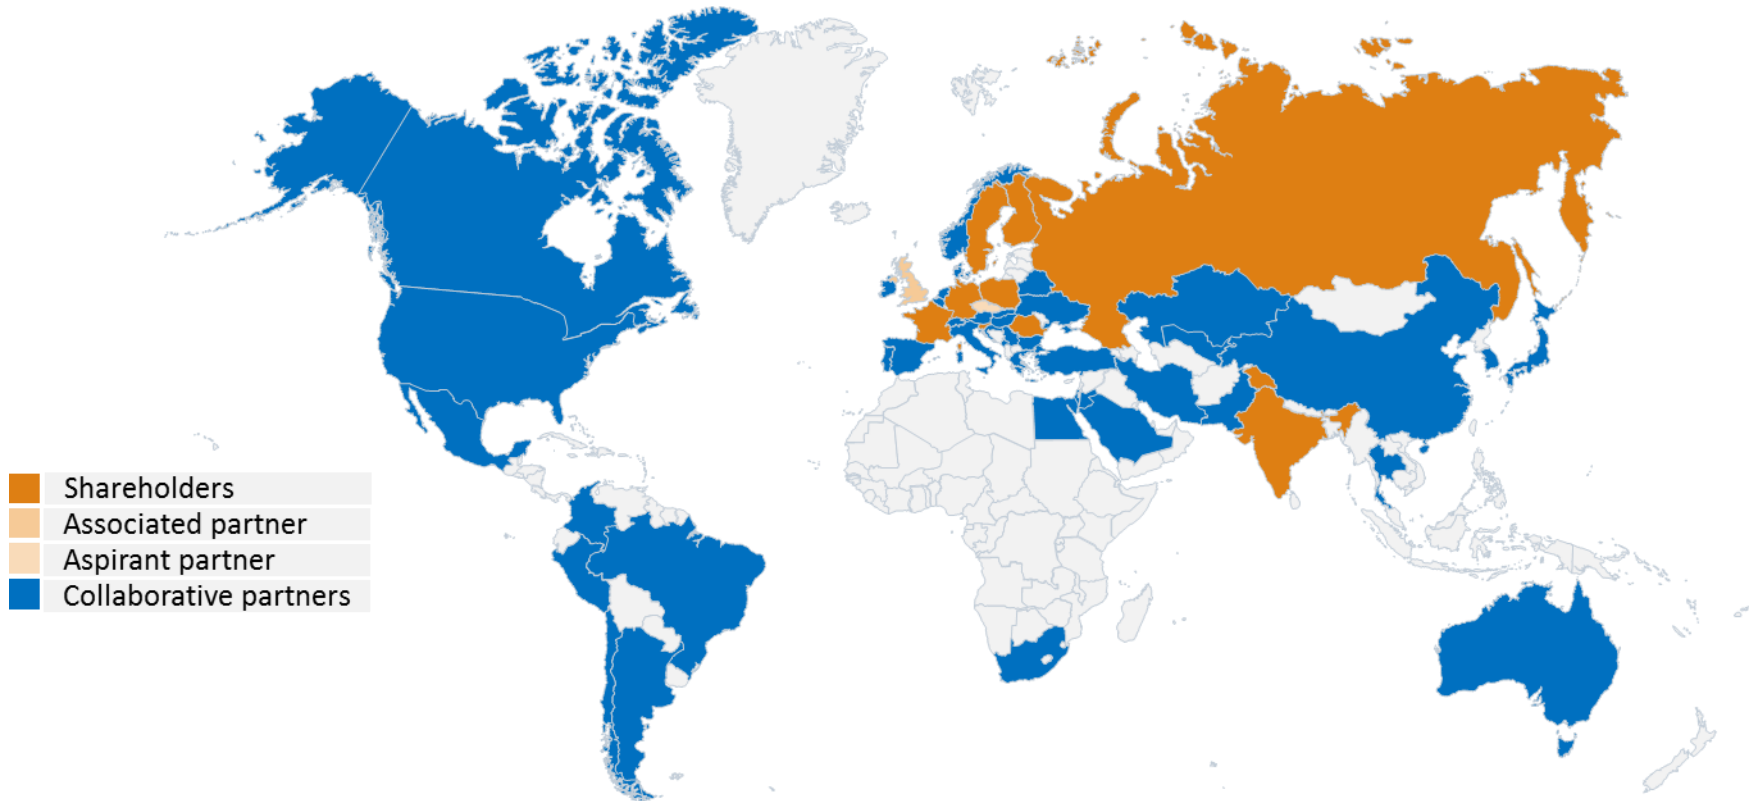 Shareholders
Associated partner
Aspirant partner
Collaborative partners